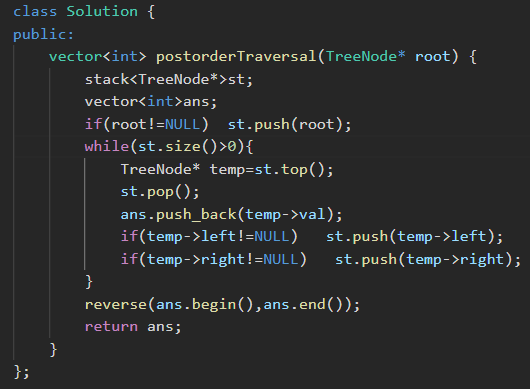 class Solution {
public:
    vector<int> postorderTraversal(TreeNode* root) {
        stack<TreeNode*>st;
        vector<int>ans;
        if(root!=NULL)  st.push(root);
        while(st.size()>0){
            TreeNode* temp=st.top();
            st.pop();
            ans.push_back(temp->val);
            if(temp->left!=NULL)   st.push(temp->left);
            if(temp->right!=NULL)   st.push(temp->right);
        }
        reverse(ans.begin(),ans.end());
        return ans;
    }
};